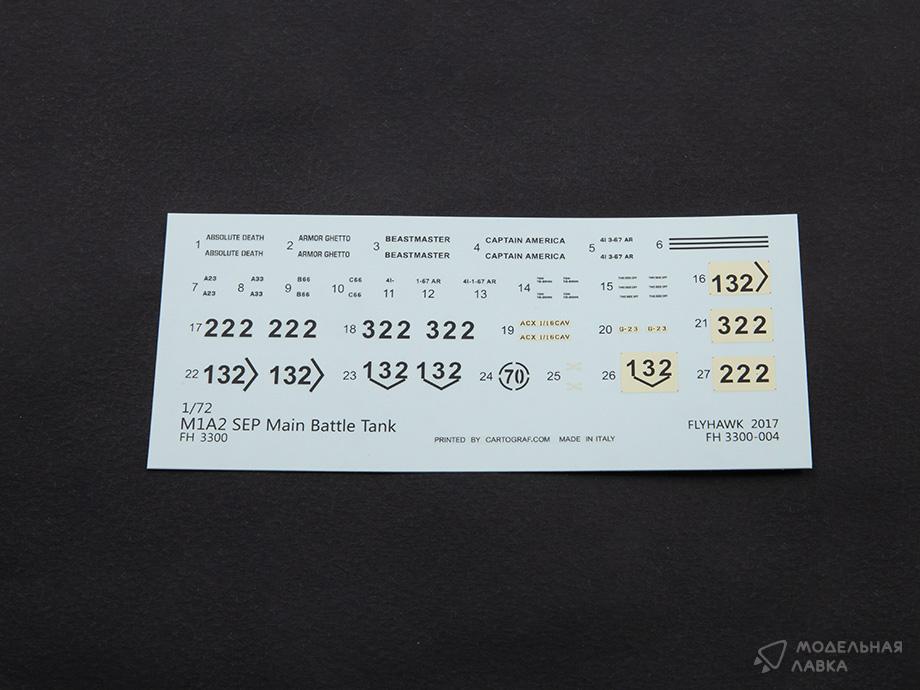 1 ABSOLUTE DEATH 2 ARMOR GHETTO 3 BEASTMASTER 4 CAPTAIN AMERICA 5 4I 3-67 AR 6
ABSOLUTE DEATH ARMOR GHETTO BEASTMASTER CAPTAIN AMERICA 4I 3-67 AR
7 A23 8 A33 9 B66 10 C66 11 4I- 12 1-67 AR 13 4I-1-67 AR 14 15 16 132
A23 A33 B66 C66
17 222 222 18 322 322 19 ACX 1/16CAV 20 G-23 G-23 21 322
ACX 1/16CAV
22 132 132 23 132 132 24 70 25 26 132 27 222
1/72
M1A2 SEP Main Battle Tank
FH 3300
PRINTED BY CARTOGRAF.COM MADE IN ITALY
FLYHAWK 2017
FH 3300-004
МОДЕЛЬНАЯ
ЛАВКА